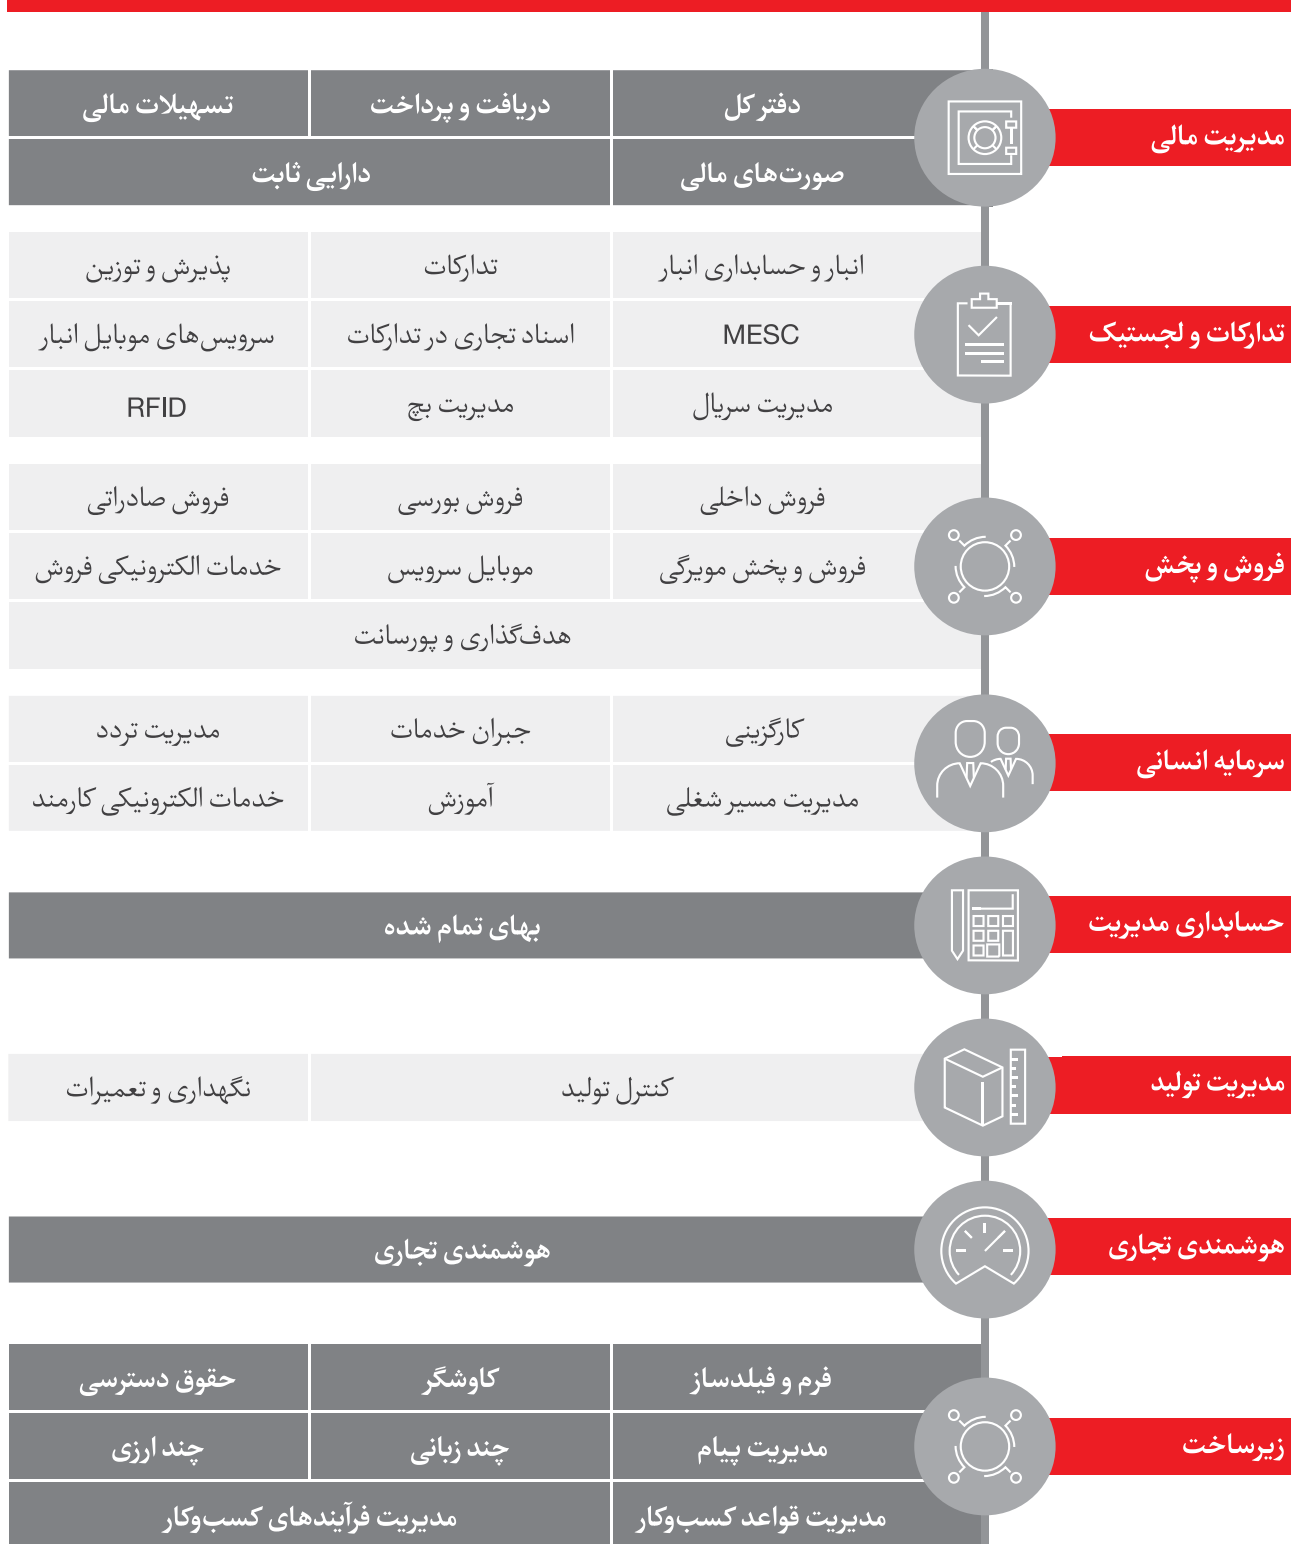 مدیریت مالی
دفتر کل
دریافت و پرداخت
تسهیلات مالی
صورت‌های مالی
دارایی ثابت
تدارکات و لجستیک
انبار و حسابداری انبار
تدارکات
پذیرش و توزین
MESC
اسناد تجاری در تدارکات
سرویس‌های موبایل انبار
مدیریت سریال
مدیریت بچ
RFID
فروش و پخش
فروش داخلی
فروش بورسی
فروش صادراتی
فروش و پخش مویرگی
موبایل سرویس
خدمات الکترونیکی فروش
هدف‌گذاری و پورسانت
سرمایه انسانی
کارگزینی
جبران خدمات
مدیریت تردد
مدیریت مسیر شغلی
آموزش
خدمات الکترونیکی کارمند
حسابداری مدیریت
بهای تمام شده
مدیریت تولید
کنترل تولید
نگهداری و تعمیرات
هوشمندی تجاری
هوشمندی تجاری
زیرساخت
فرم و فیلدساز
کاوشگر
حقوق دسترسی
مدیریت پیام
چند زبانی
چند ارزی
مدیریت قواعد کسب‌وکار
مدیریت فرآیندهای کسب‌وکار